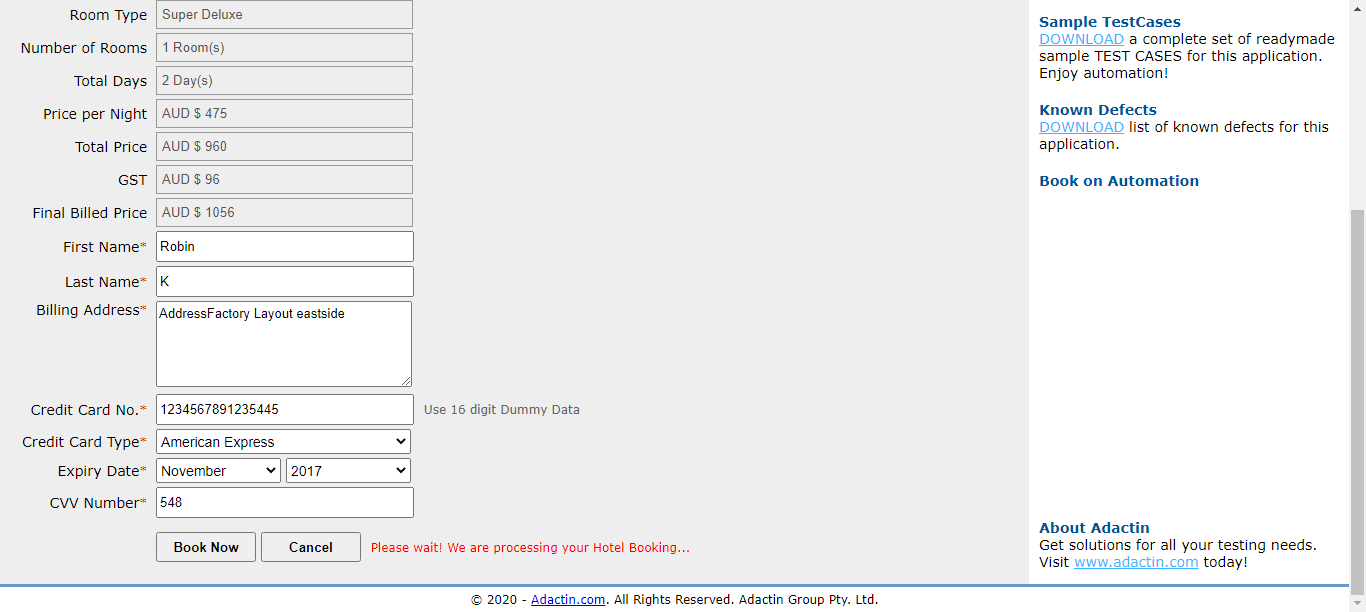 Room Type Super Deluxe
Number of Rooms 1 Room(s)
Total Days 2 Day(s)
Price per Night AUD $ 475
Total Price AUD $ 960
GST AUD $ 96
Final Billed Price AUD $ 1056
First Name* Robin
Last Name* K
Billing Address* AddressFactory Layout eastside
Credit Card No.* 1234567891235445 Use 16 digit Dummy Data
Credit Card Type* American Express
Expiry Date* November 2017
CVV Number* 548
Book Now Cancel Please wait! We are processing your Hotel Booking...
Sample TestCases
DOWNLOAD a complete set of readymade
sample TEST CASES for this application.
Enjoy automation!
Known Defects
DOWNLOAD list of known defects for this
application.
Book on Automation
About Adactin
Get solutions for all your testing needs.
Visit www.adactin.com today!
© 2020 - Adactin.com. All Rights Reserved. Adactin Group Pty. Ltd.